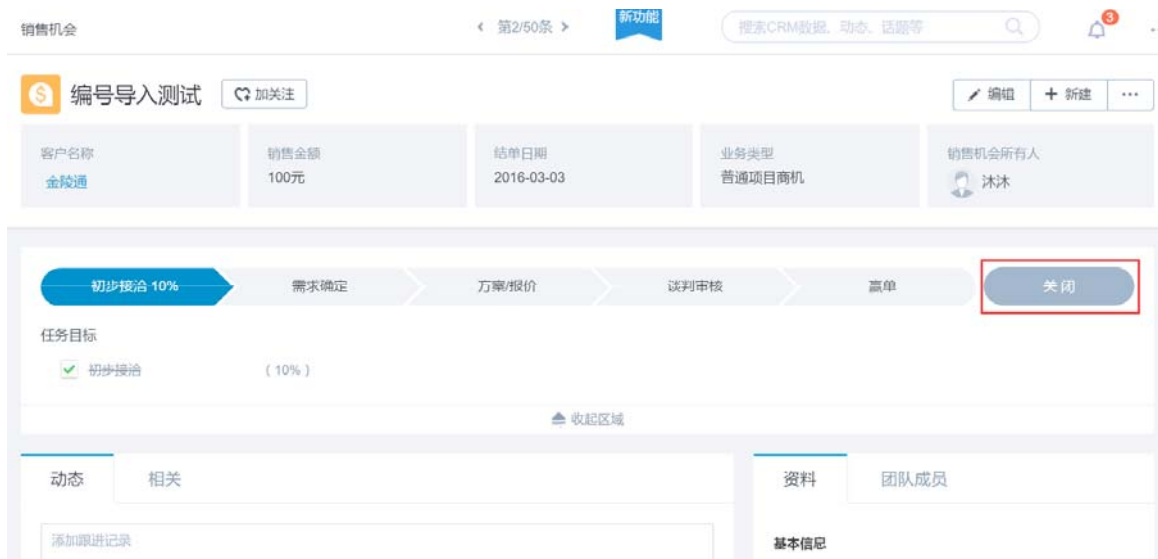 销售机会
第2/50条
新功能
搜索CRM数据、动态、话题等
3
编号导入测试
加关注
编辑
新建
客户名称
销售金额
结单日期
业务类型
销售机会所有人
金陵通
100元
2016-03-03
普通项目商机
沐沐
初步接洽 10%
需求确定
方案/报价
谈判审核
赢单
关闭
任务目标
初步接洽
(10%)
收起区域
动态
相关
资料
团队成员
添加跟进记录
基本信息